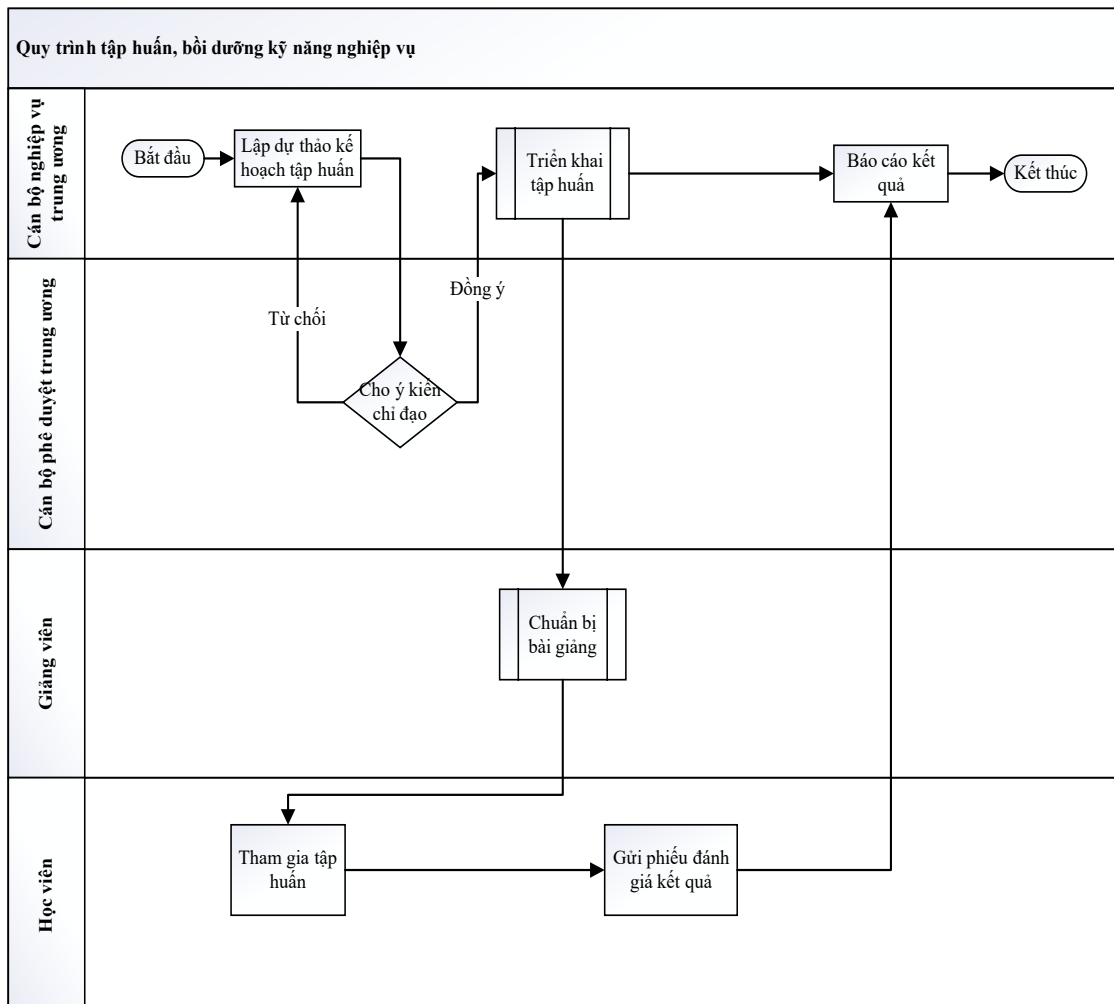 Quy trình tập huấn, bồi dưỡng kỹ năng nghiệp vụ
Cán bộ nghiệp vụ
trung ương
Bắt đầu
Lập dự thảo kế
hoạch tập huấn
Triển khai
tập huấn
Báo cáo kết
quả
Kết thúc
Cán bộ phê duyệt trung ương
Từ chối
Đồng ý
Cho ý kiến
chỉ đạo
Giảng viên
Chuẩn bị
bài giảng
Học viên
Tham gia tập
huấn
Gửi phiếu đánh
giá kết quả